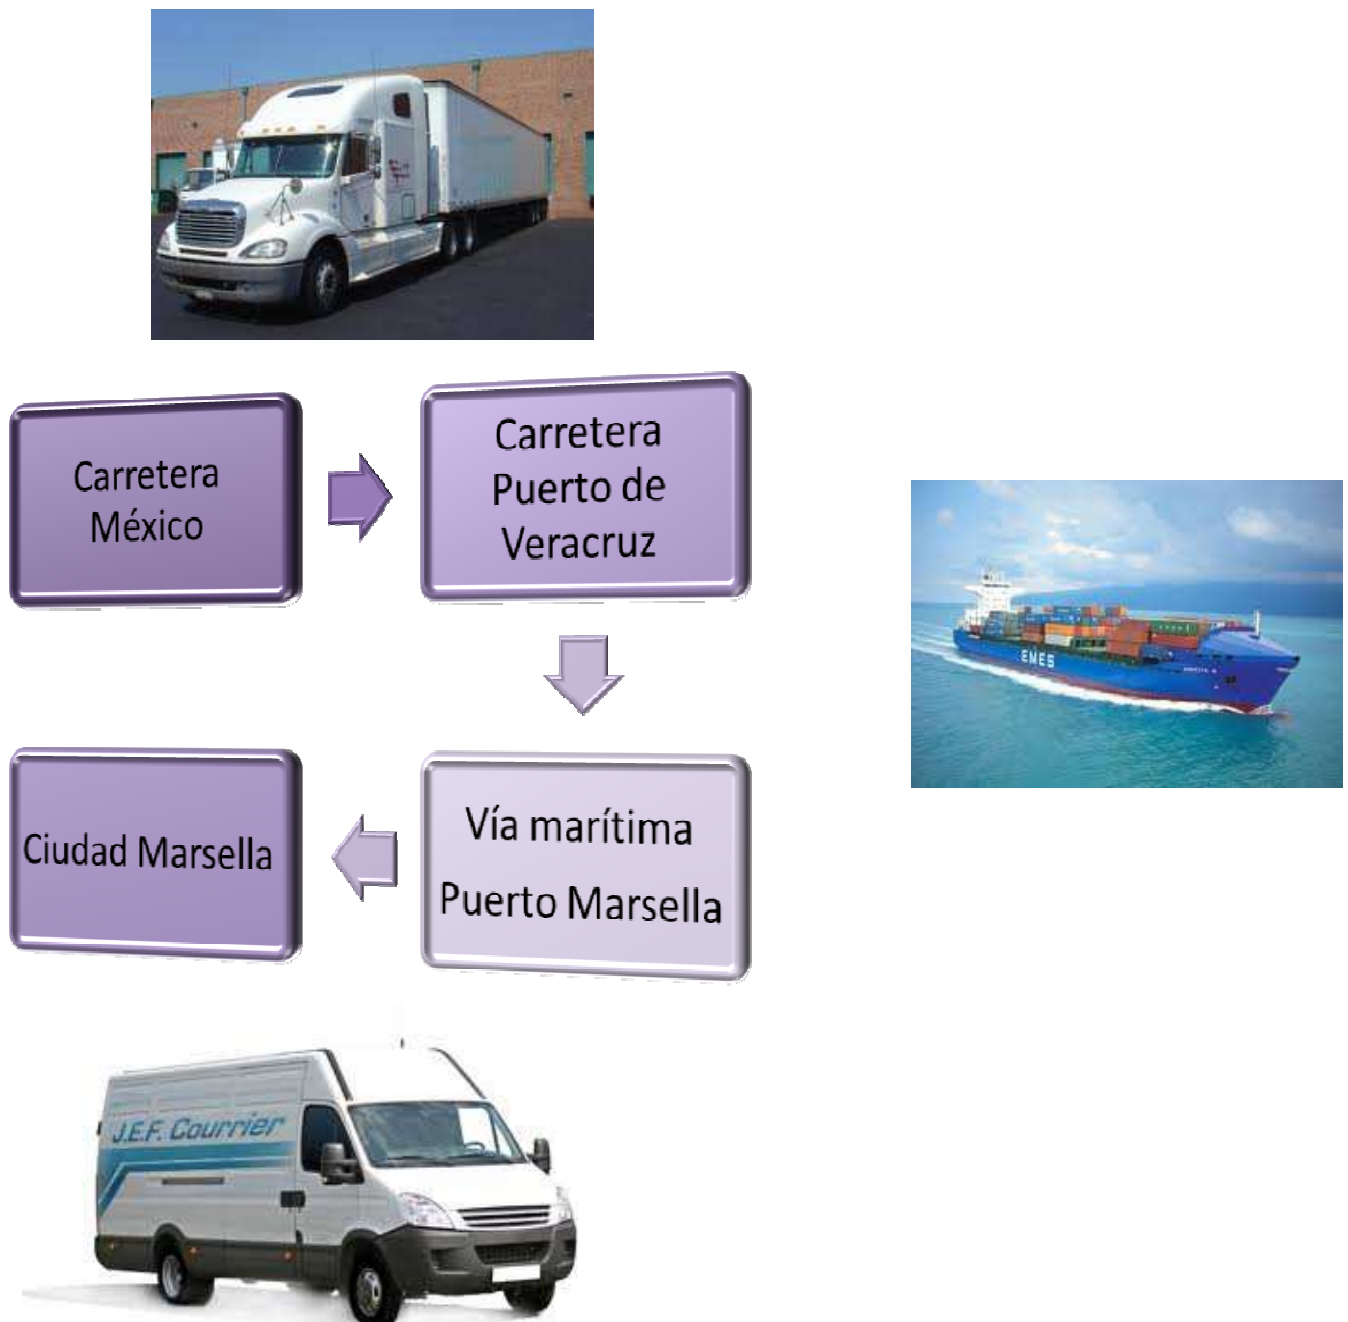 Carretera
México
Carretera
Puerto de
Veracruz
EMES
Vía marítima
Puerto Marsella
Ciudad Marsella
J.E.F. Courrier